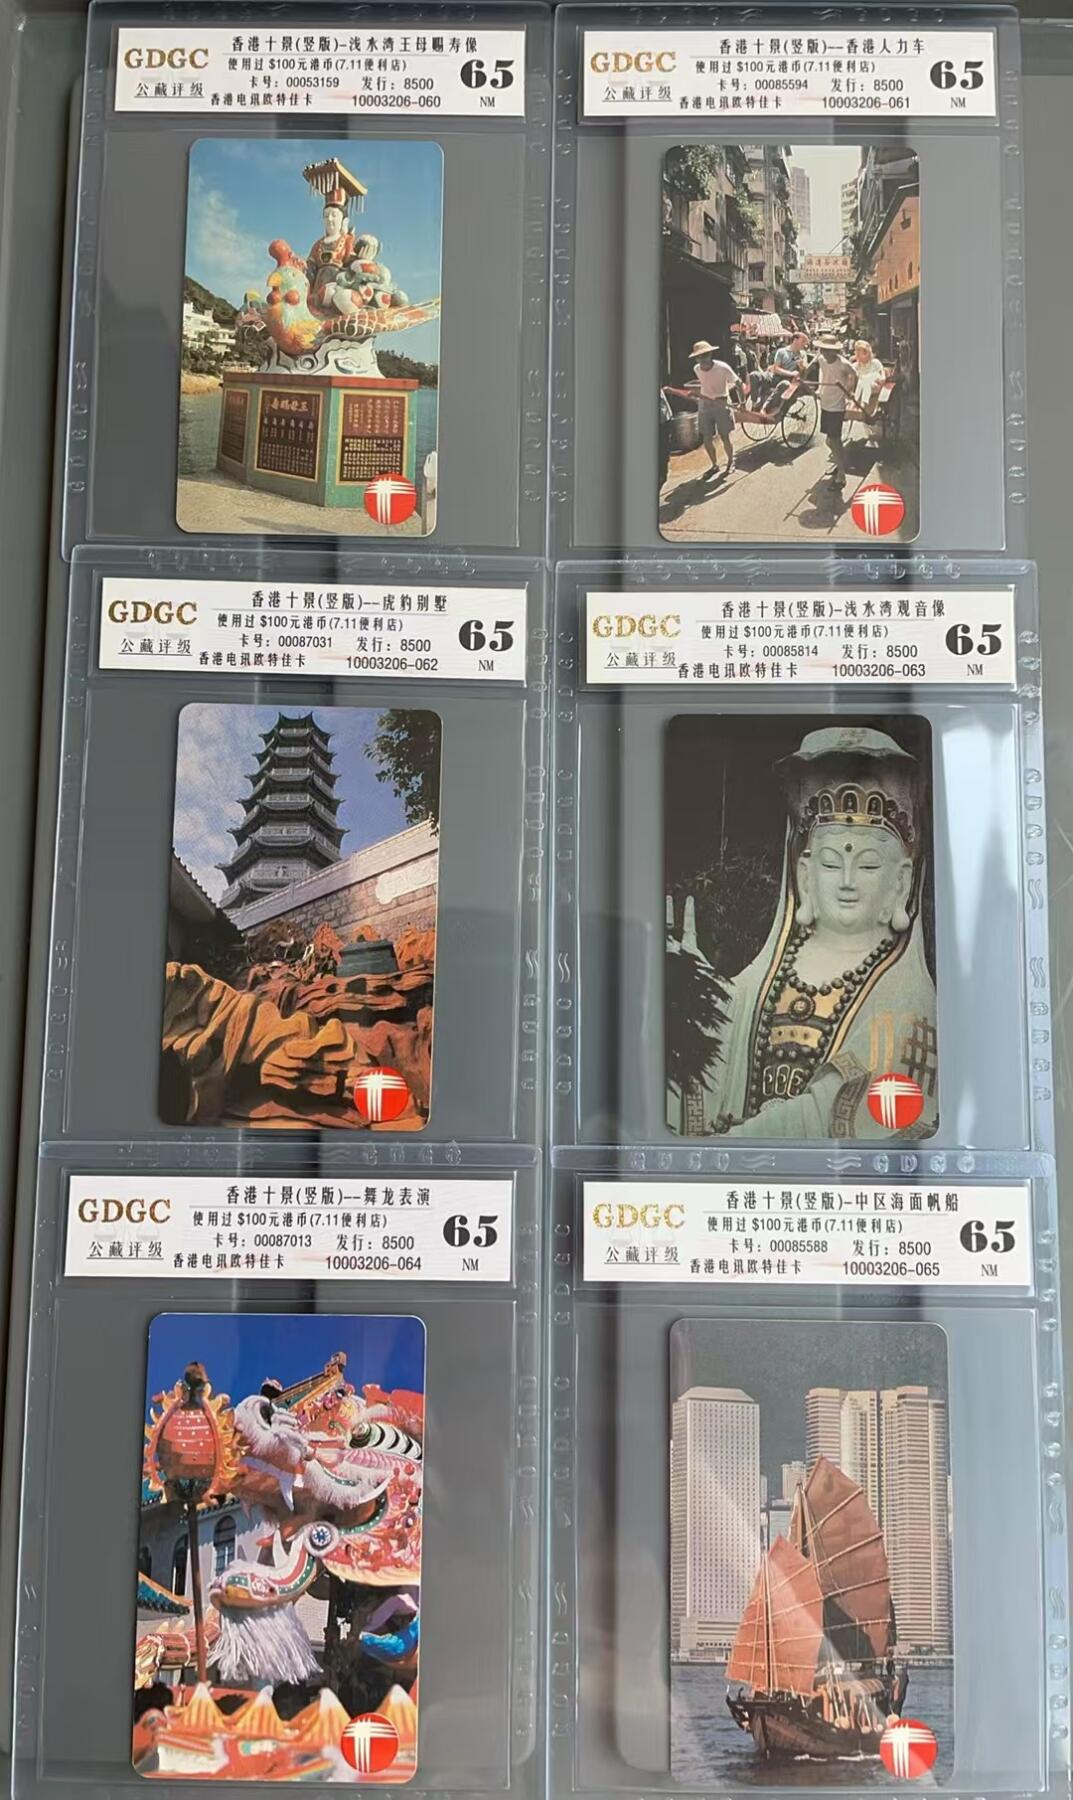 GDGC
公藏评级
香港十景(竖版)-浅水湾王母赐寿像
使用过 $100元港币(7.11便利店)
卡号：00053159 发行：8500
香港电讯欧特佳卡 10003206-060
65
NM
GDGC
公藏评级
香港十景(竖版)--香港人力车
使用过 $100元港币(7.11便利店)
卡号：00085594 发行：8500
香港电讯欧特佳卡 10003206-061
65
NM
王母赐寿
GDGC
公藏评级
香港十景(竖版)--虎豹别墅
使用过 $100元港币(7.11便利店)
卡号：00087031 发行：8500
香港电讯欧特佳卡 10003206-062
65
NM
GDGC
公藏评级
香港十景(竖版)-浅水湾观音像
使用过 $100元港币(7.11便利店)
卡号：00085814 发行：8500
香港电讯欧特佳卡 10003206-063
65
NM
GDGC
公藏评级
香港十景(竖版)--舞龙表演
使用过 $100元港币(7.11便利店)
卡号：00087013 发行：8500
香港电讯欧特佳卡 10003206-064
65
NM
GDGC
公藏评级
香港十景(竖版)-中区海面帆船
使用过 $100元港币(7.11便利店)
卡号：00085588 发行：8500
香港电讯欧特佳卡 10003206-065
65
NM